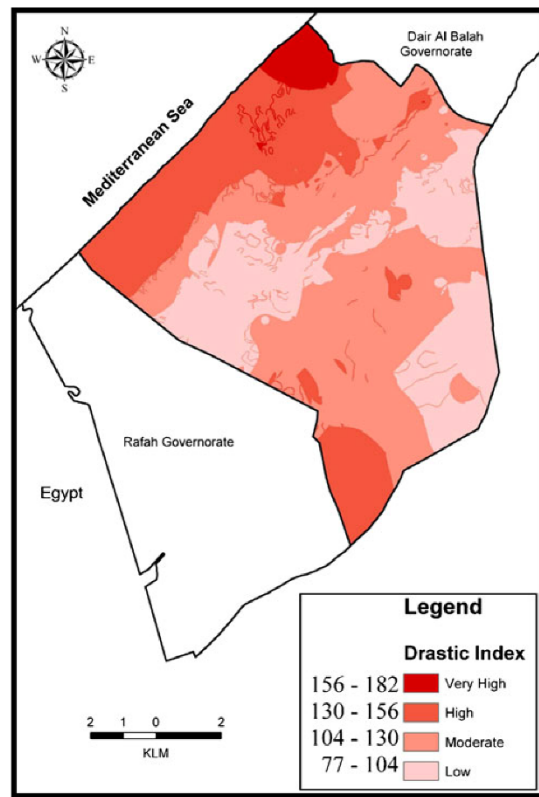 N
W E
S
Dair Al Balah
Governorate
Mediterranean Sea
Rafah Governorate
Egypt
Legend
Drastic Index
156 - 182 Very High
130 - 156 High
104 - 130 Moderate
77 - 104 Low
2 1 0 2
KLM